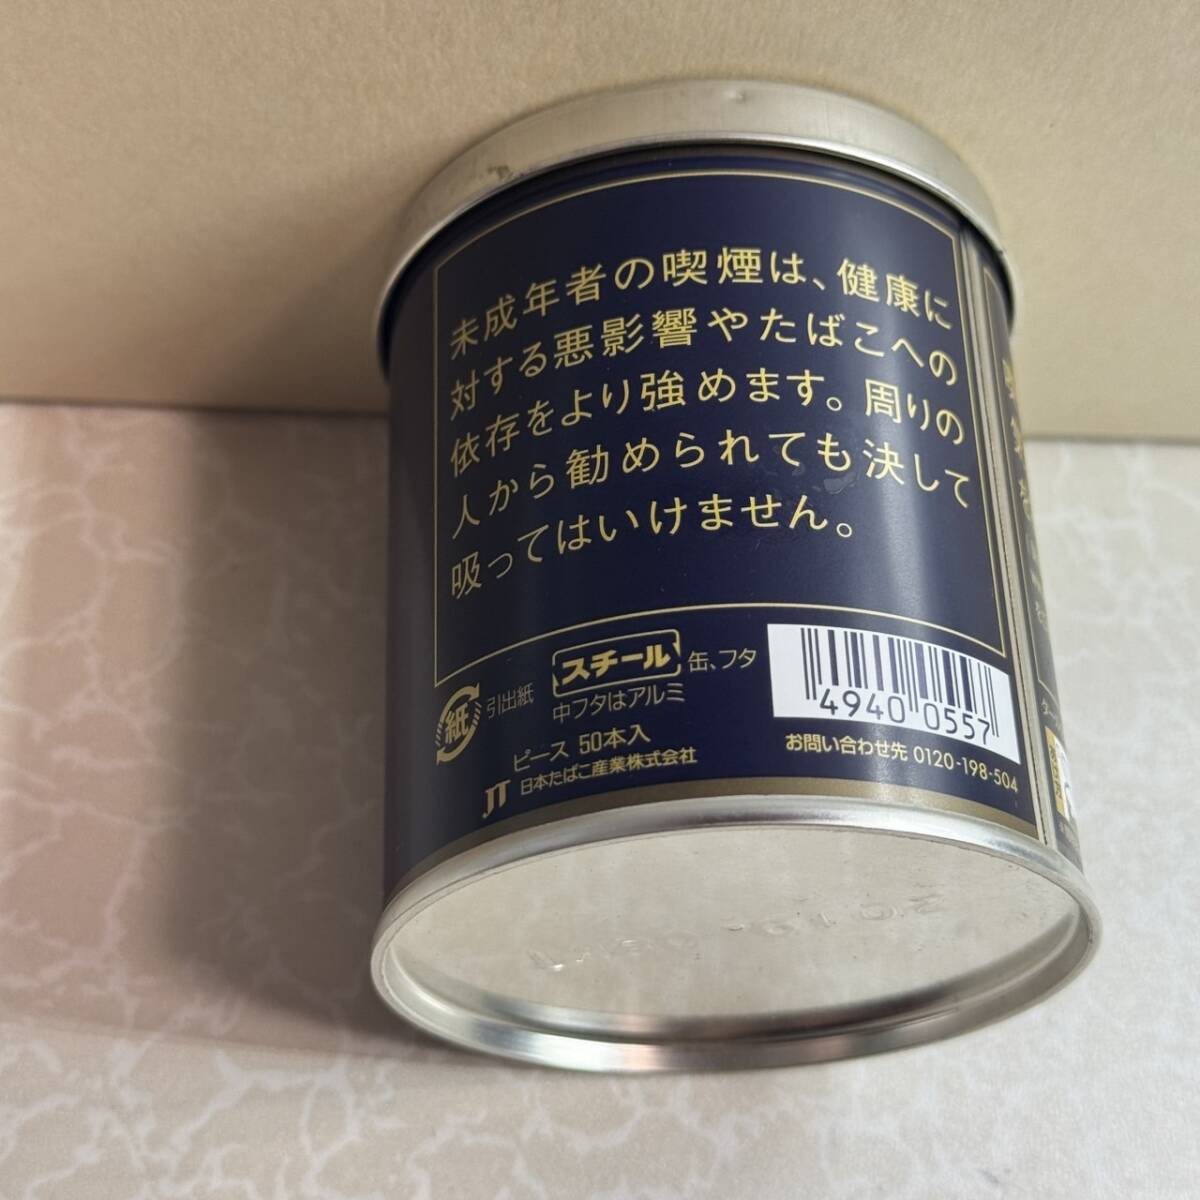 未成年者の喫煙は、健康に
対する悪影響やたばこへの
依存をより強めます。周りの
人から勧められても決して
吸ってはいけません。
紙 引出紙
スチール 缶、フタ
中フタはアルミ
ピース 50本入
JT 日本たばこ産業株式会社
4940 0557
お問い合わせ先 0120-198-504